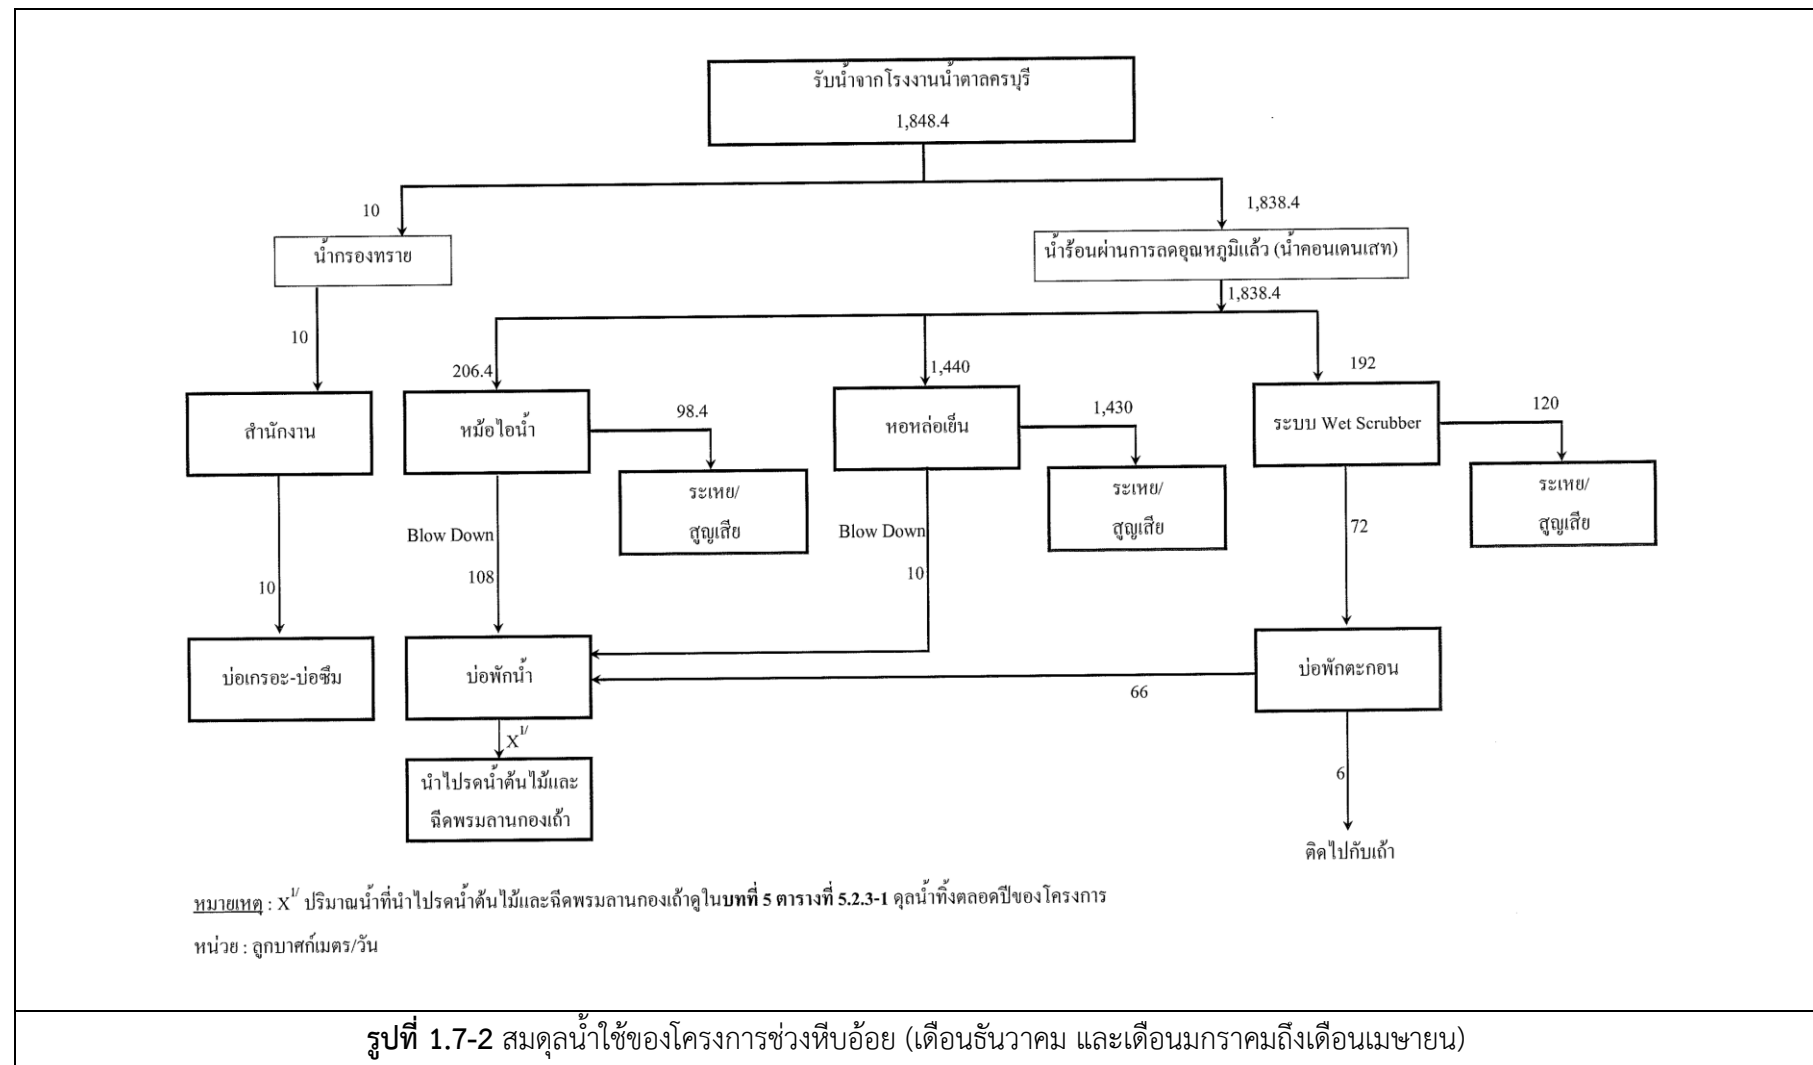 รับน้ำจากโรงงานน้ำตาลครบุรี
1,848.4
10
1,838.4
น้ำกรองทราย
น้ำร้อนผ่านการลดอุณหภูมิแล้ว (น้ำคอนเดนเสท)
1,838.4
10
206.4
1,440
192
สำนักงาน
หม้อไอน้ำ
98.4
หอหล่อเย็น
1,430
ระบบ Wet Scrubber
120
ระเหย/
สูญเสีย
ระเหย/
สูญเสีย
ระเหย/
สูญเสีย
Blow Down
108
Blow Down
10
72
10
บ่อเกรอะ-บ่อซึม
บ่อพักน้ำ
66
บ่อพักตะกอน
X1/
นำไปรดน้ำต้นไม้และ
ฉีดพรมลานกองเถ้า
6
ติดไปกับเถ้า
หมายเหตุ : X1/ ปริมาณน้ำที่นำไปรดน้ำต้นไม้และฉีดพรมลานกองเถ้าดูในบทที่ 5 ตารางที่ 5.2.3-1 ดุลน้ำทิ้งตลอดปีของโครงการ
หน่วย : ลูกบาศก์เมตร/วัน
รูปที่ 1.7-2 สมดุลน้ำใช้ของโครงการช่วงหีบอ้อย (เดือนธันวาคม และเดือนมกราคมถึงเดือนเมษายน)